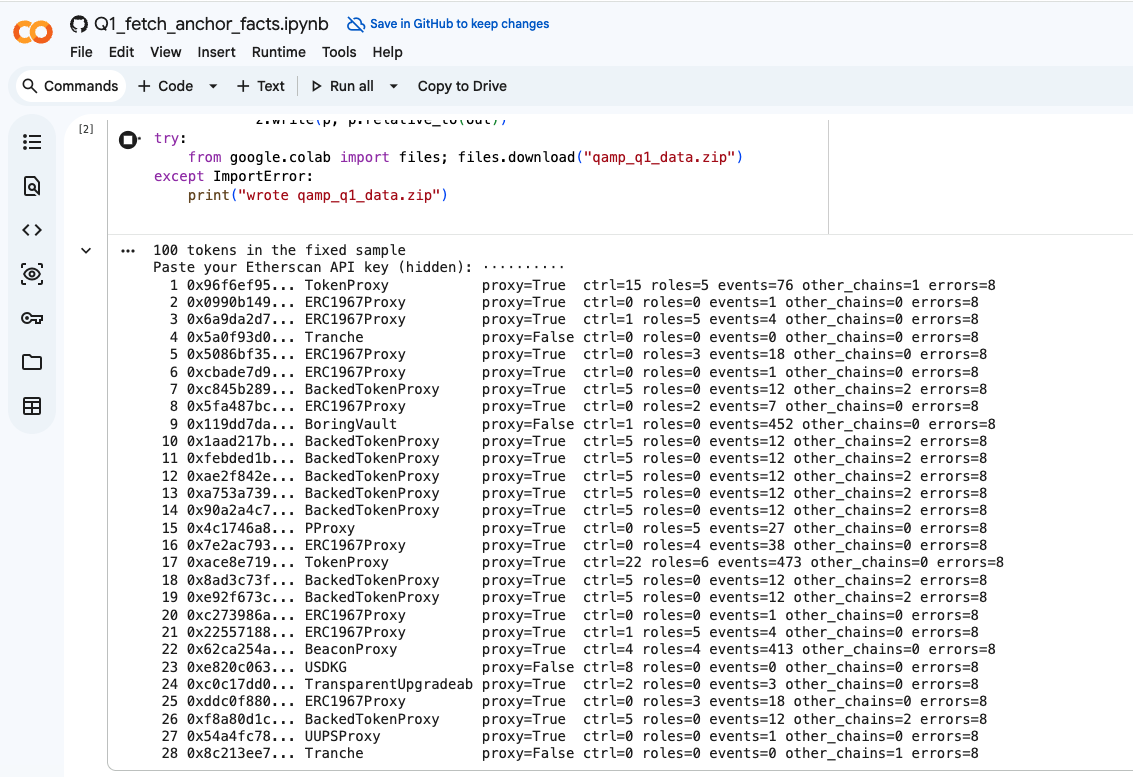 Q1_fetch_anchor_facts.ipynb Save in GitHub to keep changes
File Edit View Insert Runtime Tools Help
Commands + Code + Text Run all Copy to Drive
[2]
z.write(p, p.relative_to(out))
try:
from google.colab import files; files.download("qamp_q1_data.zip")
except ImportError:
print("wrote qamp_q1_data.zip")
100 tokens in the fixed sample
Paste your Etherscan API key (hidden): ··········
1 0x96f6ef95... TokenProxy proxy=True ctrl=15 roles=5 events=76 other_chains=1 errors=8
2 0x0990b149... ERC1967Proxy proxy=True ctrl=0 roles=0 events=1 other_chains=0 errors=8
3 0x6a9da2d7... ERC1967Proxy proxy=True ctrl=1 roles=5 events=4 other_chains=0 errors=8
4 0x5a0f93d0... Tranche proxy=False ctrl=0 roles=0 events=0 other_chains=0 errors=8
5 0x5086bf35... ERC1967Proxy proxy=True ctrl=0 roles=3 events=18 other_chains=0 errors=8
6 0xcbade7d9... ERC1967Proxy proxy=True ctrl=0 roles=0 events=1 other_chains=0 errors=8
7 0xc845b289... BackedTokenProxy proxy=True ctrl=5 roles=0 events=12 other_chains=2 errors=8
8 0x5fa487bc... ERC1967Proxy proxy=True ctrl=0 roles=2 events=7 other_chains=0 errors=8
9 0x119dd7da... BoringVault proxy=False ctrl=1 roles=0 events=452 other_chains=0 errors=8
10 0x1aad217b... BackedTokenProxy proxy=True ctrl=5 roles=0 events=12 other_chains=2 errors=8
11 0xfebded1b... BackedTokenProxy proxy=True ctrl=5 roles=0 events=12 other_chains=2 errors=8
12 0xae2f842e... BackedTokenProxy proxy=True ctrl=5 roles=0 events=12 other_chains=2 errors=8
13 0xa753a739... BackedTokenProxy proxy=True ctrl=5 roles=0 events=12 other_chains=2 errors=8
14 0x90a2a4c7... BackedTokenProxy proxy=True ctrl=5 roles=0 events=12 other_chains=2 errors=8
15 0x4c1746a8... PProxy proxy=True ctrl=0 roles=5 events=27 other_chains=0 errors=8
16 0x7e2ac793... ERC1967Proxy proxy=True ctrl=0 roles=4 events=38 other_chains=0 errors=8
17 0xace8e719... TokenProxy proxy=True ctrl=22 roles=6 events=473 other_chains=0 errors=8
18 0x8ad3c73f... BackedTokenProxy proxy=True ctrl=5 roles=0 events=12 other_chains=2 errors=8
19 0xe92f673c... BackedTokenProxy proxy=True ctrl=5 roles=0 events=12 other_chains=2 errors=8
20 0xc273986a... ERC1967Proxy proxy=True ctrl=0 roles=0 events=1 other_chains=0 errors=8
21 0x22557188... ERC1967Proxy proxy=True ctrl=1 roles=5 events=4 other_chains=0 errors=8
22 0x62ca254a... BeaconProxy proxy=True ctrl=4 roles=4 events=413 other_chains=0 errors=8
23 0xe820c063... USDKG proxy=False ctrl=8 roles=0 events=0 other_chains=0 errors=8
24 0xc0c17dd0... TransparentUpgradeab proxy=True ctrl=2 roles=0 events=3 other_chains=0 errors=8
25 0xddc0f880... ERC1967Proxy proxy=True ctrl=0 roles=3 events=18 other_chains=0 errors=8
26 0xf8a80d1c... BackedTokenProxy proxy=True ctrl=5 roles=0 events=12 other_chains=2 errors=8
27 0x54a4fc78... UUPSProxy proxy=True ctrl=0 roles=0 events=1 other_chains=0 errors=8
28 0x8c213ee7... Tranche proxy=False ctrl=0 roles=0 events=0 other_chains=1 errors=8